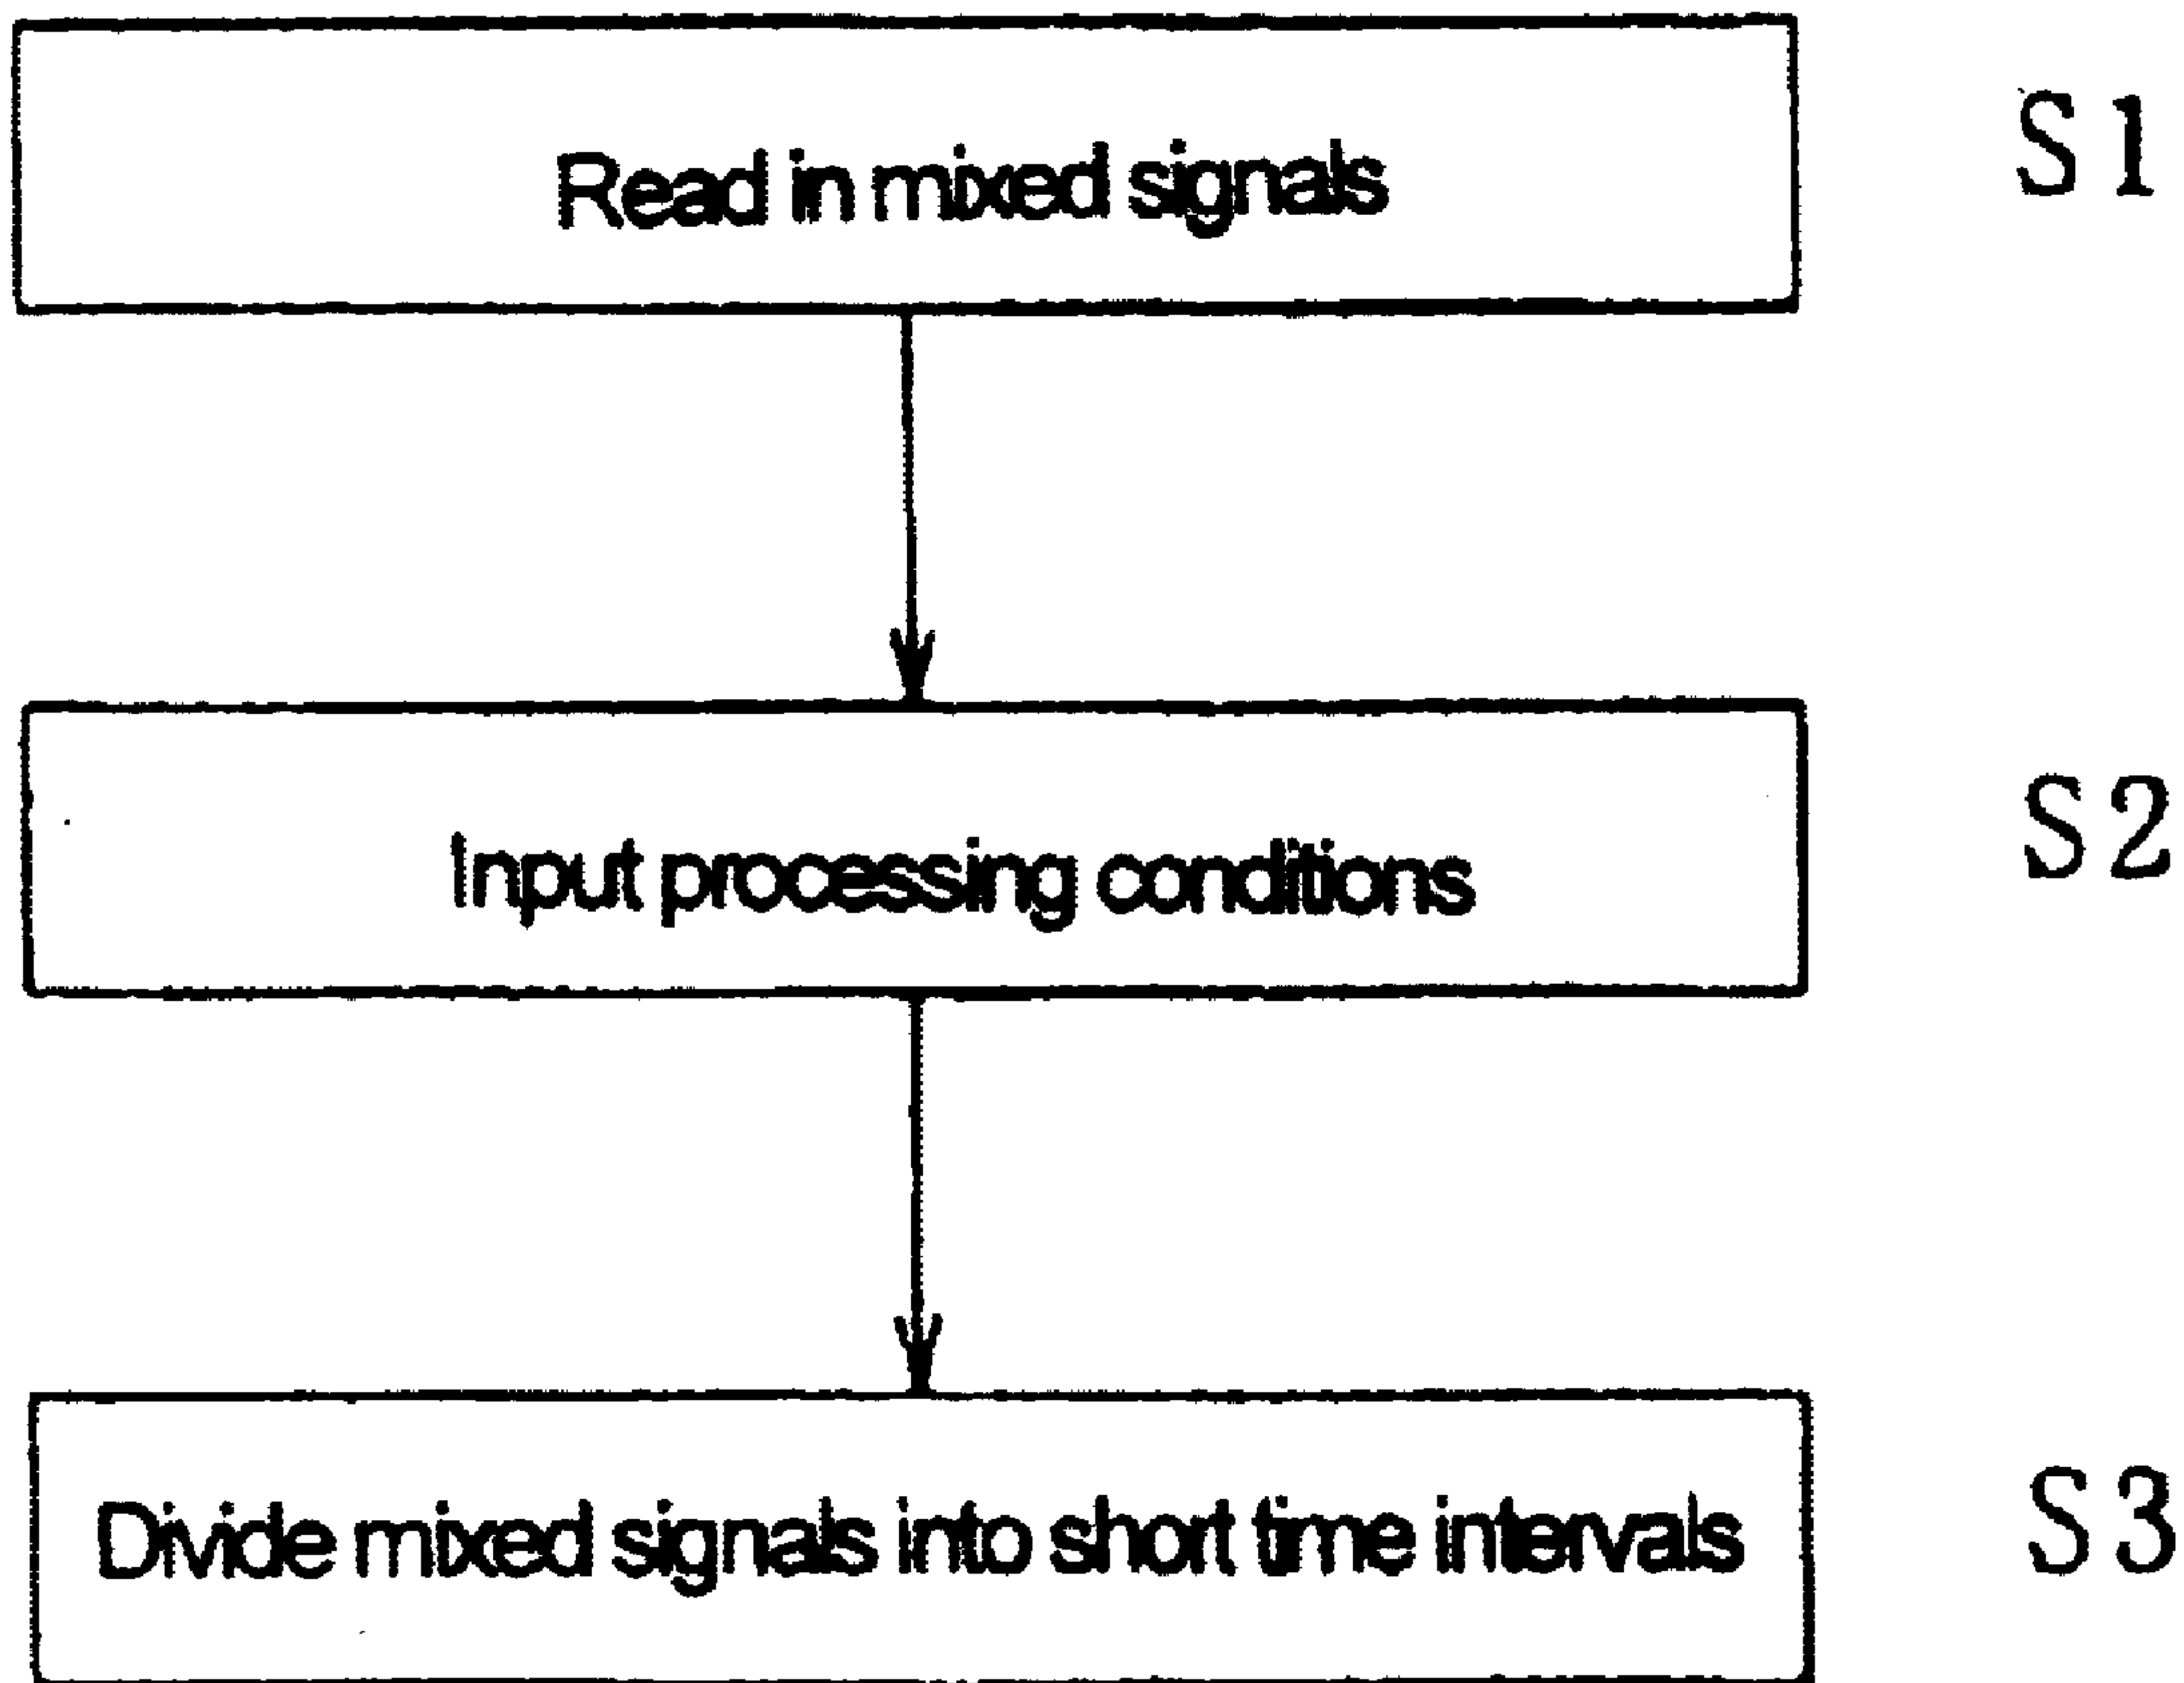 Read in mixed signals S1
Input processing conditions S2
Divide mixed signals into short time intervals S3